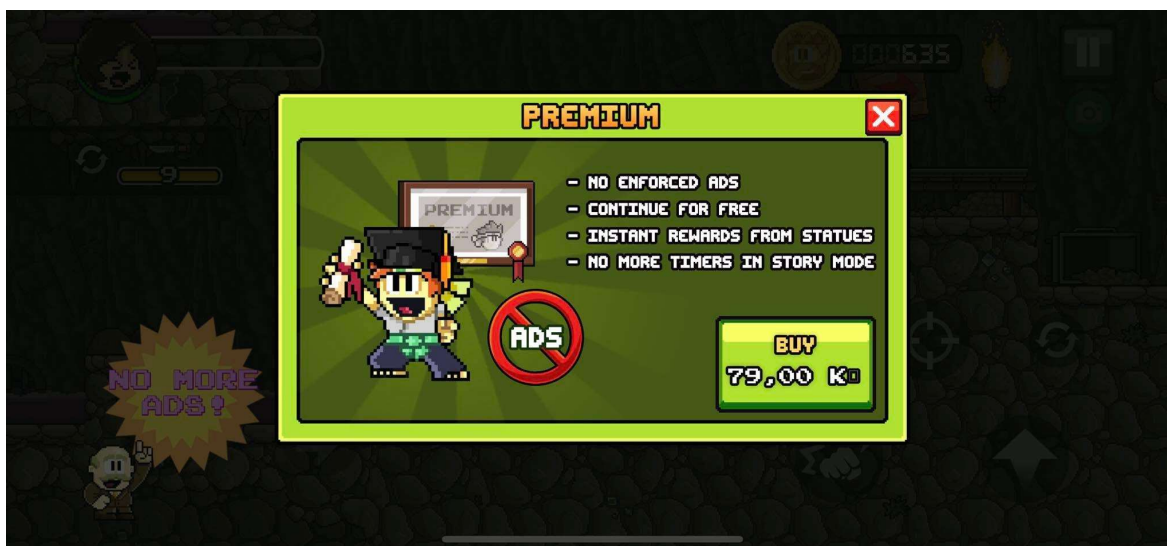 000635
PREMIUM
9
PREMIUM
- NO ENFORCED ADS
- CONTINUE FOR FREE
- INSTANT REWARDS FROM STATUES
- NO MORE TIMERS IN STORY MODE
ADS
BUY
79,00 K
NO MORE
ADS!